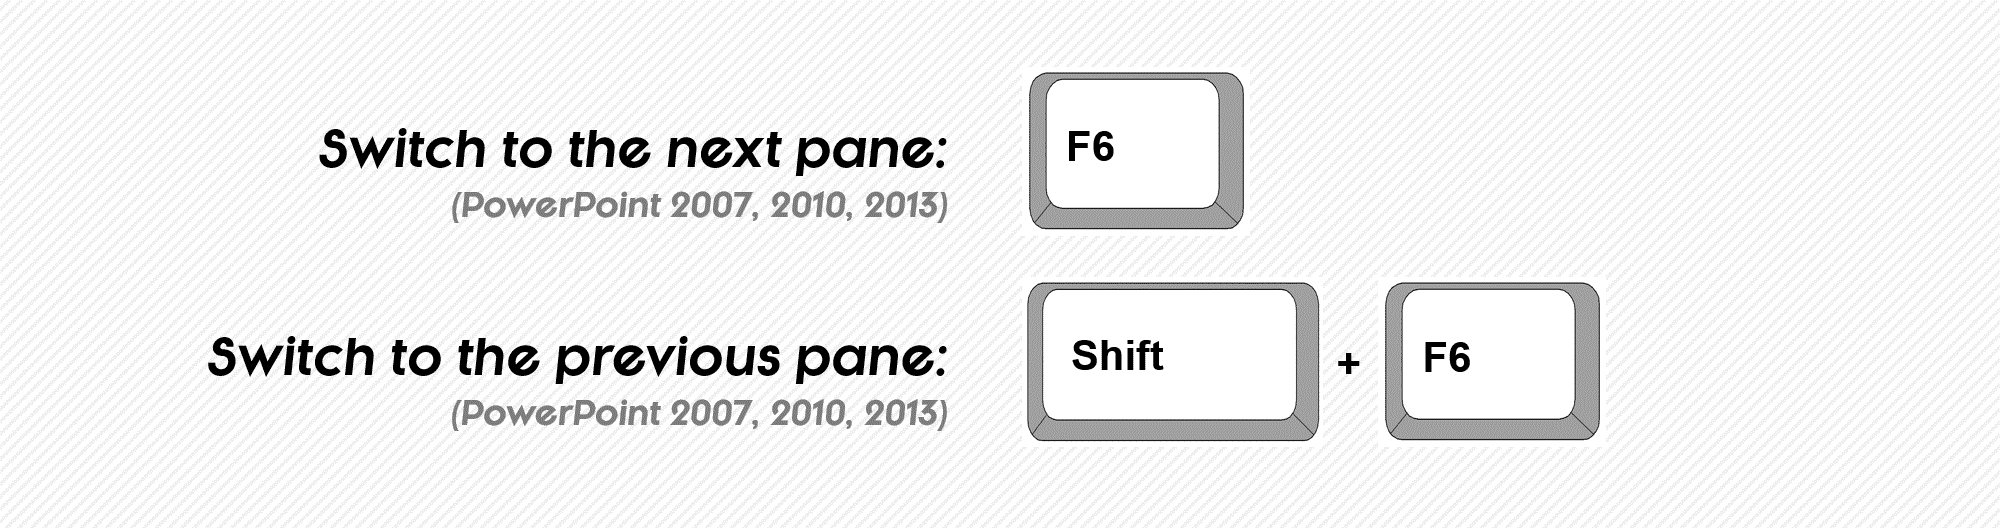 Switch to the next pane:
F6
(PowerPoint 2007, 2010, 2013)
Switch to the previous pane:
Shift + F6
(PowerPoint 2007, 2010, 2013)